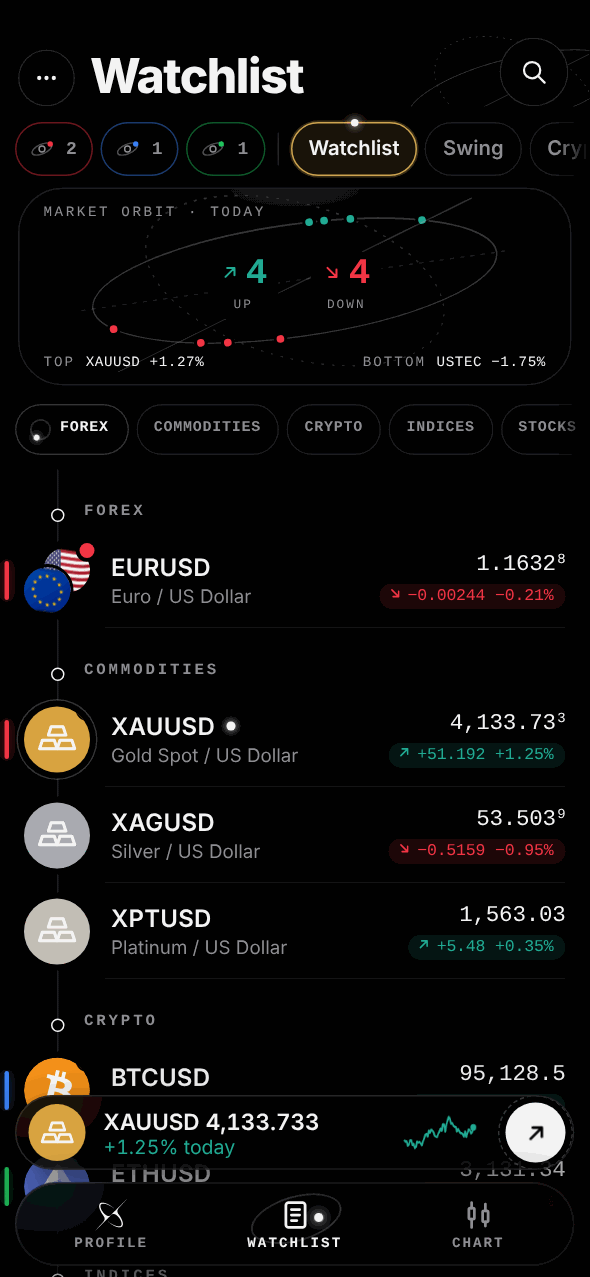 Watchlist
2 1 1 Watchlist Swing Cry
MARKET ORBIT · TODAY
↗ 4 ↘ 4
UP DOWN
TOP XAUUSD +1.27% BOTTOM USTEC −1.75%
FOREX COMMODITIES CRYPTO INDICES STOCKS
FOREX
EURUSD 1.1632⁸
Euro / US Dollar ↘ −0.00244 −0.21%
COMMODITIES
XAUUSD 4,133.73³
Gold Spot / US Dollar ↗ +51.192 +1.25%
XAGUSD 53.503⁹
Silver / US Dollar ↘ −0.5159 −0.95%
XPTUSD 1,563.03
Platinum / US Dollar ↗ +5.48 +0.35%
CRYPTO
BTCUSD 95,128.5
XAUUSD 4,133.733
+1.25% today
ETHUSD 3,131.34
PROFILE WATCHLIST CHART
INDICES